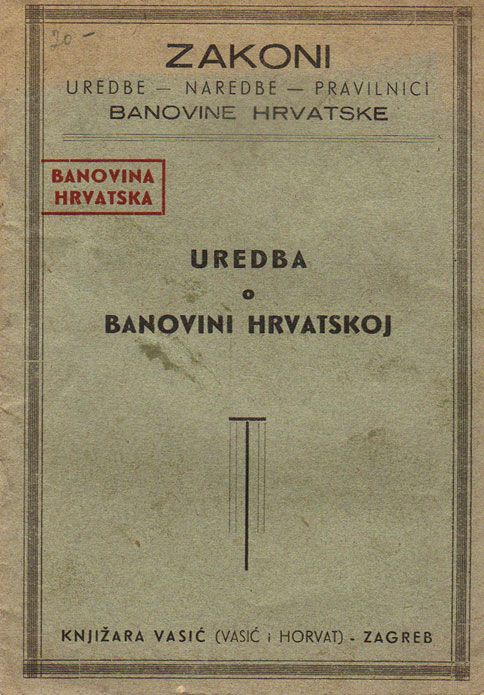 20 -
ZAKONI
UREDBE — NAREDBE — PRAVILNICI
BANOVINE HRVATSKE
BANOVINA
HRVATSKA
UREDBA
o
BANOVINI HRVATSKOJ
KNJIŽARA VASIĆ (VASIĆ i HORVAT) - ZAGREB